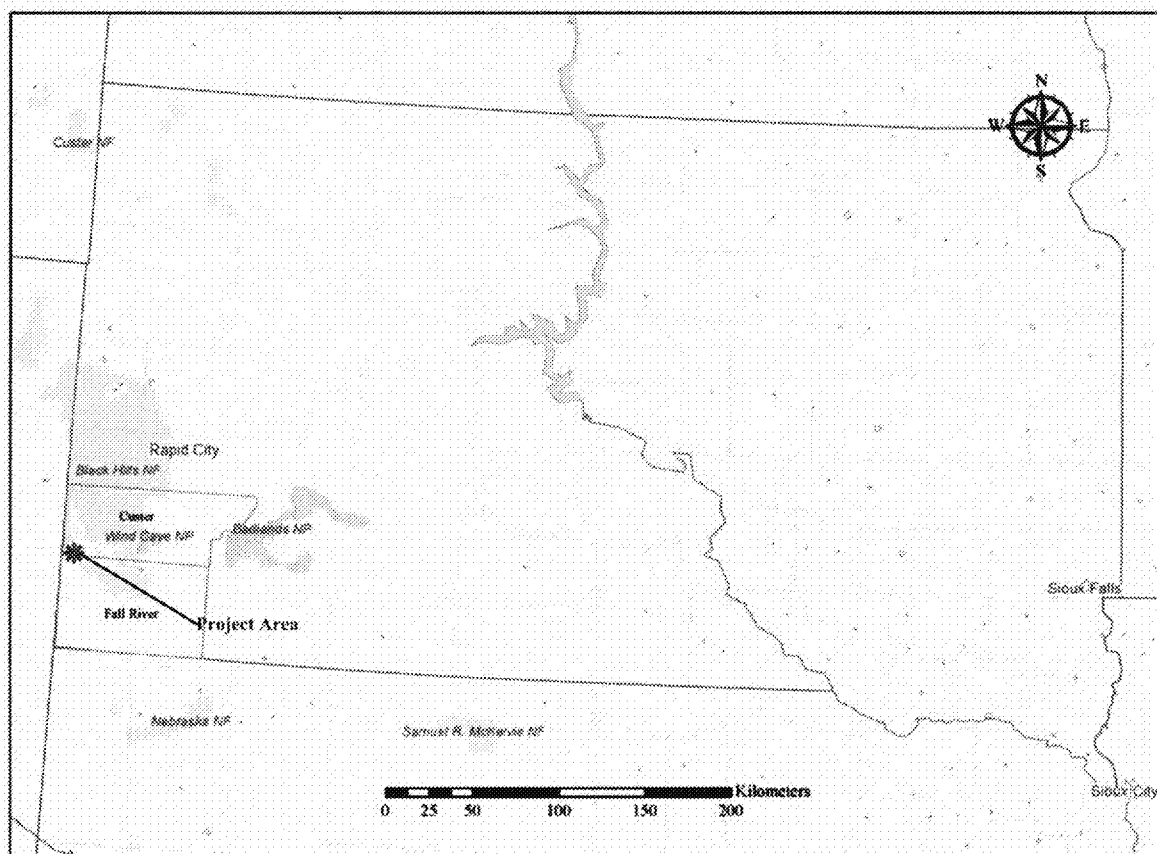 N
W E
S
Custer NF
Rapid City
Black Hills NF
Custer
Wind Cave NP
Badlands NP
Sioux Falls
Fall River
Project Area
Nebraska NF
Samuel R. McKelvie NF
Kilometers
0 25 50 100 150 200
Sioux City